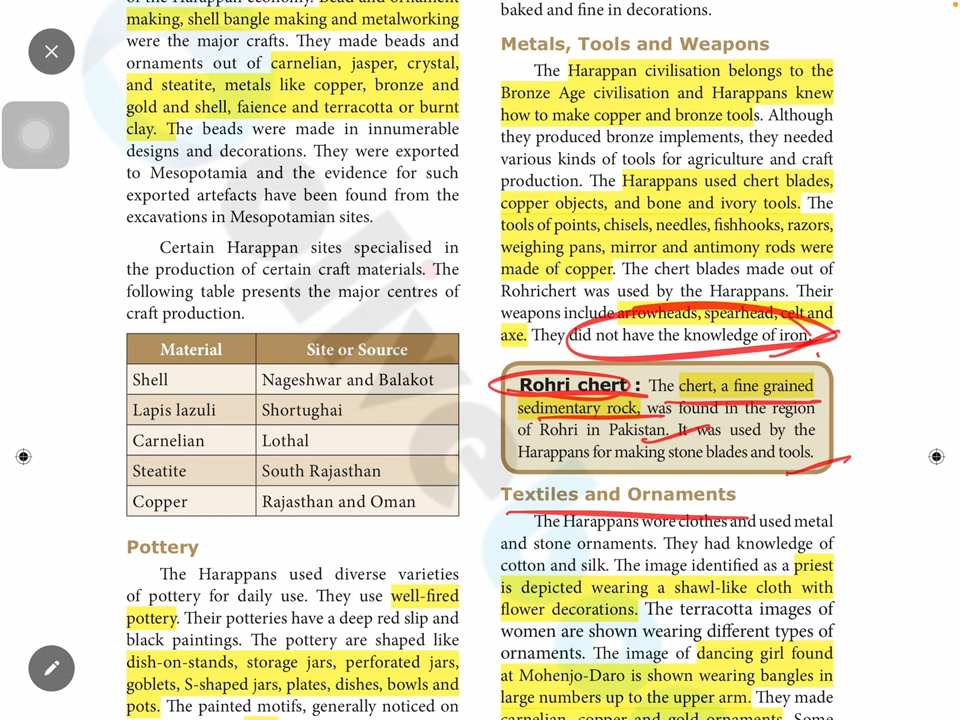 of the Harappan economy. Bead and ornament
making, shell bangle making and metalworking
were the major crafts. They made beads and
ornaments out of carnelian, jasper, crystal,
and steatite, metals like copper, bronze and
gold and shell, faience and terracotta or burnt
clay. The beads were made in innumerable
designs and decorations. They were exported
to Mesopotamia and the evidence for such
exported artefacts have been found from the
excavations in Mesopotamian sites.
Certain Harappan sites specialised in
the production of certain craft materials. The
following table presents the major centres of
craft production.
Material Site or Source
Shell Nageshwar and Balakot
Lapis lazuli Shortughai
Carnelian Lothal
Steatite South Rajasthan
Copper Rajasthan and Oman
Pottery
The Harappans used diverse varieties
of pottery for daily use. They use well-fired
pottery. Their potteries have a deep red slip and
black paintings. The pottery are shaped like
dish-on-stands, storage jars, perforated jars,
goblets, S-shaped jars, plates, dishes, bowls and
pots. The painted motifs, generally noticed on
baked and fine in decorations.
Metals, Tools and Weapons
The Harappan civilisation belongs to the
Bronze Age civilisation and Harappans knew
how to make copper and bronze tools. Although
they produced bronze implements, they needed
various kinds of tools for agriculture and craft
production. The Harappans used chert blades,
copper objects, and bone and ivory tools. The
tools of points, chisels, needles, fishhooks, razors,
weighing pans, mirror and antimony rods were
made of copper. The chert blades made out of
Rohrichert was used by the Harappans. Their
weapons include arrowheads, spearhead, celt and
axe. They did not have the knowledge of iron.
Rohri chert : The chert, a fine grained
sedimentary rock, was found in the region
of Rohri in Pakistan. It was used by the
Harappans for making stone blades and tools.
Textiles and Ornaments
The Harappans wore clothes and used metal
and stone ornaments. They had knowledge of
cotton and silk. The image identified as a priest
is depicted wearing a shawl-like cloth with
flower decorations. The terracotta images of
women are shown wearing different types of
ornaments. The image of dancing girl found
at Mohenjo-Daro is shown wearing bangles in
large numbers up to the upper arm. They made
carnelian, copper and gold ornaments. Some